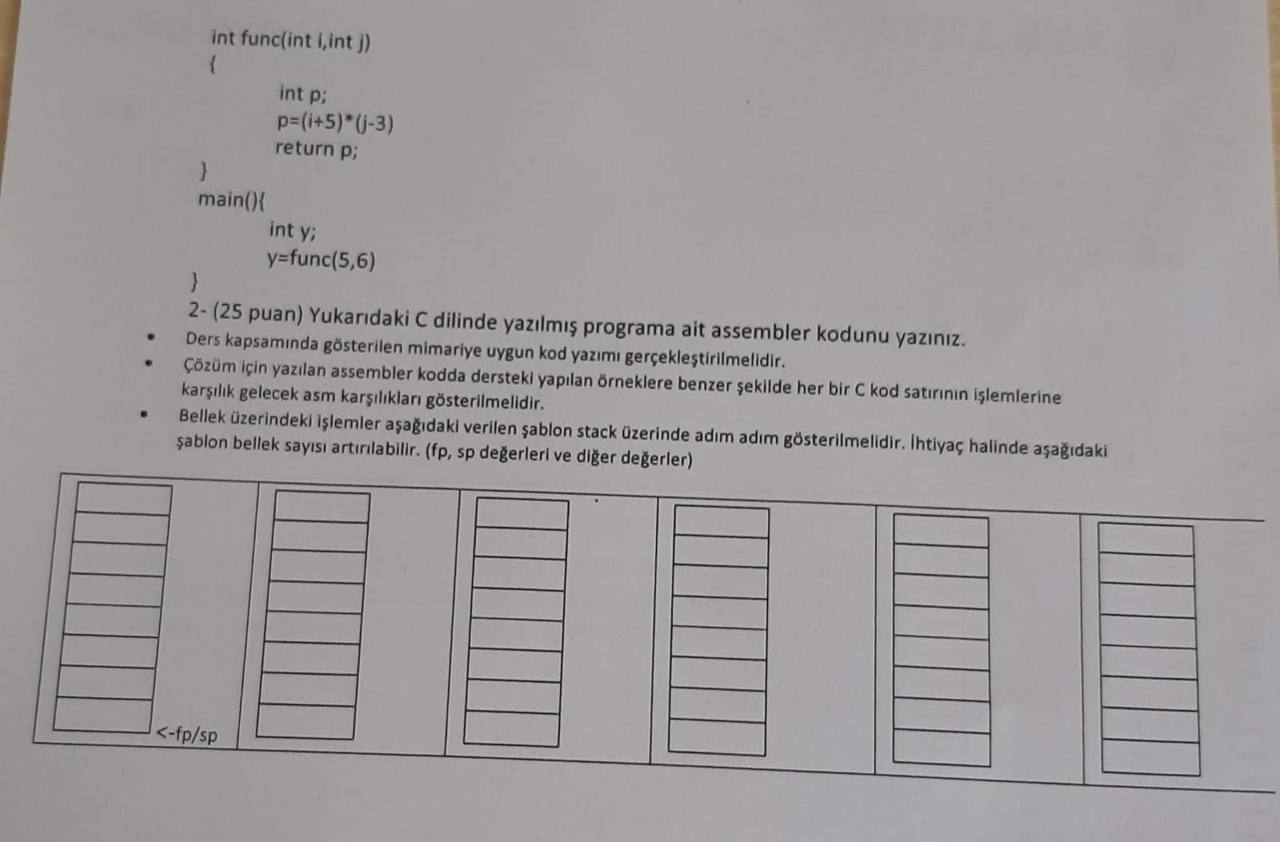 int func(int i,int j)
{
int p;
p=(i+5)*(j-3)
return p;
}
main(){
int y;
y=func(5,6)
}
2- (25 puan) Yukarıdaki C dilinde yazılmış programa ait assembler kodunu yazınız.
• Ders kapsamında gösterilen mimariye uygun kod yazımı gerçekleştirilmelidir.
• Çözüm için yazılan assembler kodda dersteki yapılan örneklere benzer şekilde her bir C kod satırının işlemlerine
karşılık gelecek asm karşılıkları gösterilmelidir.
• Bellek üzerindeki işlemler aşağıdaki verilen şablon stack üzerinde adım adım gösterilmelidir. İhtiyaç halinde aşağıdaki
şablon bellek sayısı artırılabilir. (fp, sp değerleri ve diğer değerler)
<-fp/sp